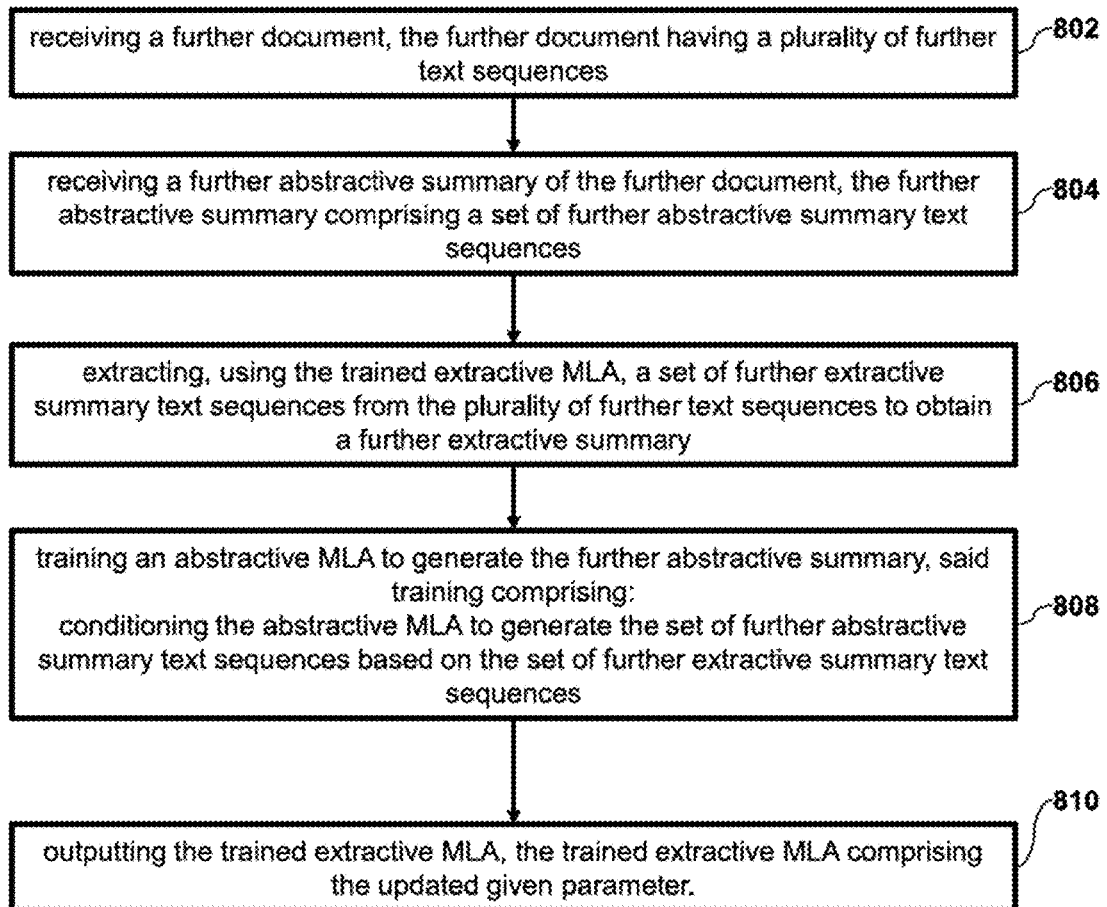 receiving a further document, the further document having a plurality of further
text sequences
802
receiving a further abstractive summary of the further document, the further
abstractive summary comprising a set of further abstractive summary text
sequences
804
extracting, using the trained extractive MLA, a set of further extractive
summary text sequences from the plurality of further text sequences to obtain
a further extractive summary
806
training an abstractive MLA to generate the further abstractive summary, said
training comprising:
conditioning the abstractive MLA to generate the set of further abstractive
summary text sequences based on the set of further extractive summary text
sequences
808
outputting the trained extractive MLA, the trained extractive MLA comprising
the updated given parameter.
810